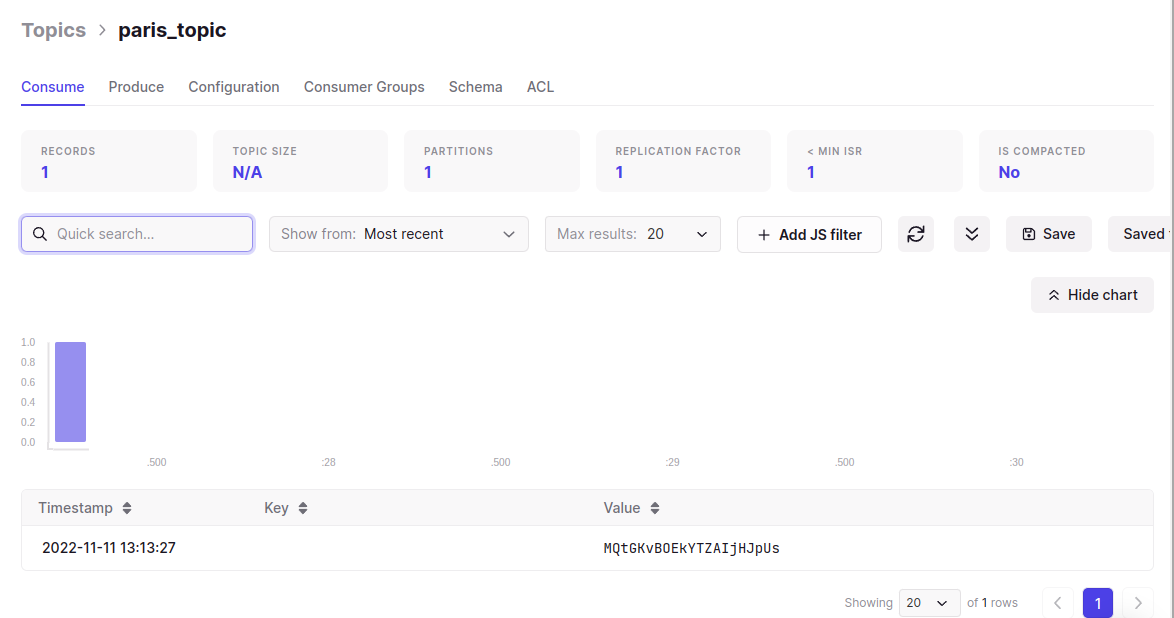 Topics > paris_topic
Consume Produce Configuration Consumer Groups Schema ACL
RECORDS TOPIC SIZE PARTITIONS REPLICATION FACTOR < MIN ISR IS COMPACTED
1 N/A 1 1 1 No
Quick search... Show from: Most recent Max results: 20 + Add JS filter Save Saved
Hide chart
1.0
0.8
0.6
0.4
0.2
0.0
.500 :28 .500 :29 .500 :30
Timestamp Key Value
2022-11-11 13:13:27 MQtGKvBOEkYTZAIjHJpUs
Showing 20 of 1 rows 1